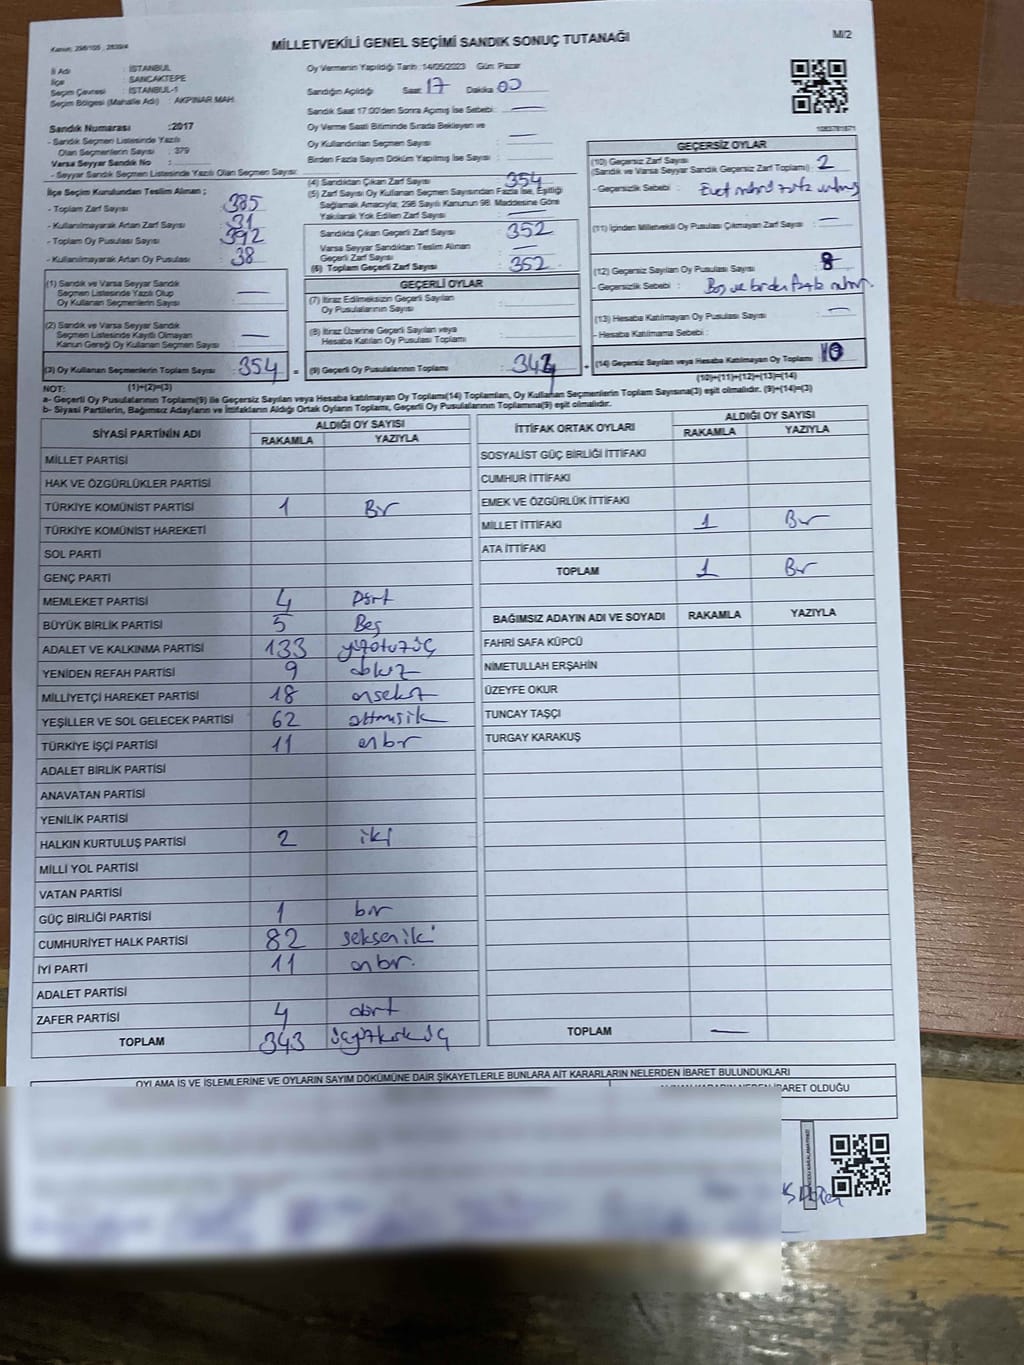 Kanun; 298/105 , 2839/4
MİLLETVEKİLİ GENEL SEÇİMİ SANDIK SONUÇ TUTANAĞI
M/2
İl Adı : İSTANBUL
İlçe : SANCAKTEPE
Seçim Çevresi : İSTANBUL-1
Seçim Bölgesi (Mahalle Adı) : AKPINAR MAH.
Oy Vermenin Yapıldığı Tarih :14/05/2023 Gün: Pazar
Sandığın Açıldığı Saat: 17 Dakika 00
Sandık Saat 17:00'den Sonra Açmış İse Sebebi: —
Oy Verme Saati Bitiminde Sırada Bekleyen ve
Oy Kullandırılan Seçmen Sayısı : —
Birden Fazla Sayım Döküm Yapılmış İse Sayısı : —
Sandık Numarası :2017
- Sandık Seçmen Listesinde Yazılı
Olan Seçmenlerin Sayısı : 379
Varsa Seyyar Sandık No :
- Seyyar Sandık Seçmen Listesinde Yazılı Olan Seçmen Sayısı:
İlçe Seçim Kurulundan Teslim Alınan ;
- Toplam Zarf Sayısı : 385
- Kullanılmayarak Artan Zarf Sayısı : 31
- Toplam Oy Pusulası Sayısı : 392
- Kullanılmayarak Artan Oy Pusulası : 38
(4) Sandıktan Çıkan Zarf Sayısı : 354
(5) Zarf Sayısı Oy Kullanan Seçmen Sayısından Fazla İse, Eşitliği
Sağlamak Amacıyla; 298 Sayılı Kanunun 98. Maddesine Göre
Yakılarak Yok Edilen Zarf Sayısı : —
Sandıkta Çıkan Geçerli Zarf Sayısı : 352
Varsa Seyyar Sandıktan Teslim Alınan
Geçerli Zarf Sayısı : —
(6) Toplam Geçerli Zarf Sayısı : 352
GEÇERSİZ OYLAR
(10) Geçersiz Zarf Sayısı
(Sandık ve Varsa Seyyar Sandık Geçersiz Zarf Toplamı) : 2
- Geçersizlik Sebebi : Evet
(11) İçinden Milletvekili Oy Pusulası Çıkmayan Zarf Sayısı : —
(12) Geçersiz Sayılan Oy Pusulası Sayısı : 8
- Geçersizlik Sebebi : Boş ve birden fazla
(13) Hesaba Katılmayan Oy Pusulası Sayısı : —
- Hesaba Katılmama Sebebi :
(14) Geçersiz Sayılan veya Hesaba Katılmayan Oy Toplamı 10
(10)+(11)+(12)+(13)=(14)
(1) Sandık ve Varsa Seyyar Sandık
Seçmen Listesinde Yazılı Olup
Oy Kullanan Seçmenlerin Sayısı : —
(2) Sandık ve Varsa Seyyar Sandık
Seçmen Listesinde Kayıtlı Olmayan
Kanun Gereği Oy Kullanan Seçmen Sayısı : —
(3) Oy Kullanan Seçmenlerin Toplam Sayısı : 354 =
GEÇERLİ OYLAR
(7) İtiraz Edilmeksizin Geçerli Sayılan
Oy Pusulalarının Sayısı :
(8) İtiraz Üzerine Geçerli Sayılan veya
Hesaba Katılan Oy Pusulası Toplamı :
(9) Geçerli Oy Pusulalarının Toplamı : 344 +
NOT: (1)+(2)=(3)
a- Geçerli Oy Pusulalarının Toplamı(9) ile Geçersiz Sayılan veya Hesaba katılmayan Oy Toplamı(14) Toplamları, Oy Kullanan Seçmenlerin Toplam Sayısına(3) eşit olmalıdır. (9)+(14)=(3)
b- Siyasi Partilerin, Bağımsız Adayların ve İttifakların Aldığı Ortak Oyların Toplamı, Geçerli Oy Pusulalarının Toplamına(9) eşit olmalıdır.
SİYASİ PARTİNİN ADI ALDIĞI OY SAYISI
RAKAMLA YAZIYLA
MİLLET PARTİSİ
HAK VE ÖZGÜRLÜKLER PARTİSİ
TÜRKİYE KOMÜNİST PARTİSİ 1 Bir
TÜRKİYE KOMÜNİST HAREKETİ
SOL PARTİ
GENÇ PARTİ
MEMLEKET PARTİSİ 4 Dört
BÜYÜK BİRLİK PARTİSİ 5 Beş
ADALET VE KALKINMA PARTİSİ 133 yüzotuzüç
YENİDEN REFAH PARTİSİ 9 dokuz
MİLLİYETÇİ HAREKET PARTİSİ 18 onsekiz
YEŞİLLER VE SOL GELECEK PARTİSİ 62 altmışiki
TÜRKİYE İŞÇİ PARTİSİ 11 onbir
ADALET BİRLİK PARTİSİ
ANAVATAN PARTİSİ
YENİLİK PARTİSİ
HALKIN KURTULUŞ PARTİSİ 2 iki
MİLLİ YOL PARTİSİ
VATAN PARTİSİ
GÜÇ BİRLİĞİ PARTİSİ 1 bir
CUMHURİYET HALK PARTİSİ 82 seksen iki
İYİ PARTİ 11 onbir.
ADALET PARTİSİ
ZAFER PARTİSİ 4 dört
TOPLAM 343 üçyüzkırküç
İTTİFAK ORTAK OYLARI ALDIĞI OY SAYISI
RAKAMLA YAZIYLA
SOSYALİST GÜÇ BİRLİĞİ İTTİFAKI
CUMHUR İTTİFAKI
EMEK VE ÖZGÜRLÜK İTTİFAKI
MİLLET İTTİFAKI 1 Bir
ATA İTTİFAKI
TOPLAM 1 Bir
BAĞIMSIZ ADAYIN ADI VE SOYADI RAKAMLA YAZIYLA
FAHRİ SAFA KÜPCÜ
NİMETULLAH ERŞAHİN
ÜZEYFE OKUR
TUNCAY TAŞÇI
TURGAY KARAKUŞ
TOPLAM —
OYLAMA İŞ VE İŞLEMLERİNE VE OYLARIN SAYIM DÖKÜMÜNE DAİR ŞİKAYETLERLE BUNLARA AİT KARARLARIN NELERDEN İBARET BULUNDUKLARI
ALINAN KARARIN NEDEN İBARET OLDUĞU